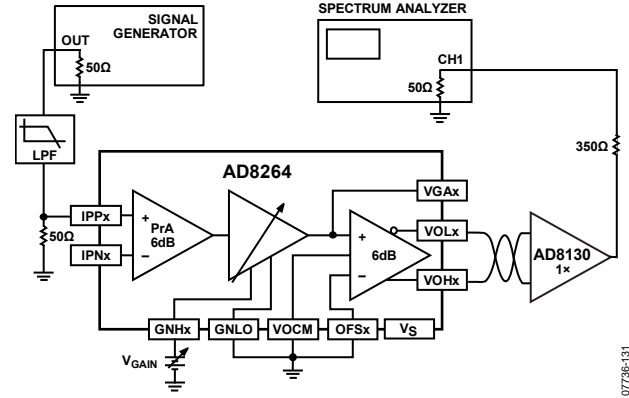 SIGNAL
GENERATOR
OUT
50Ω
SPECTRUM ANALYZER
CH1
50Ω
350Ω
LPF
AD8264
IPPx
50Ω
IPNx
+
PrA
6dB
–
+
6dB
–
VGAx
VOLx
VOHx
AD8130
1×
GNHx
GNLO
VOCM
OFSx
VS
VGAIN
07736-131